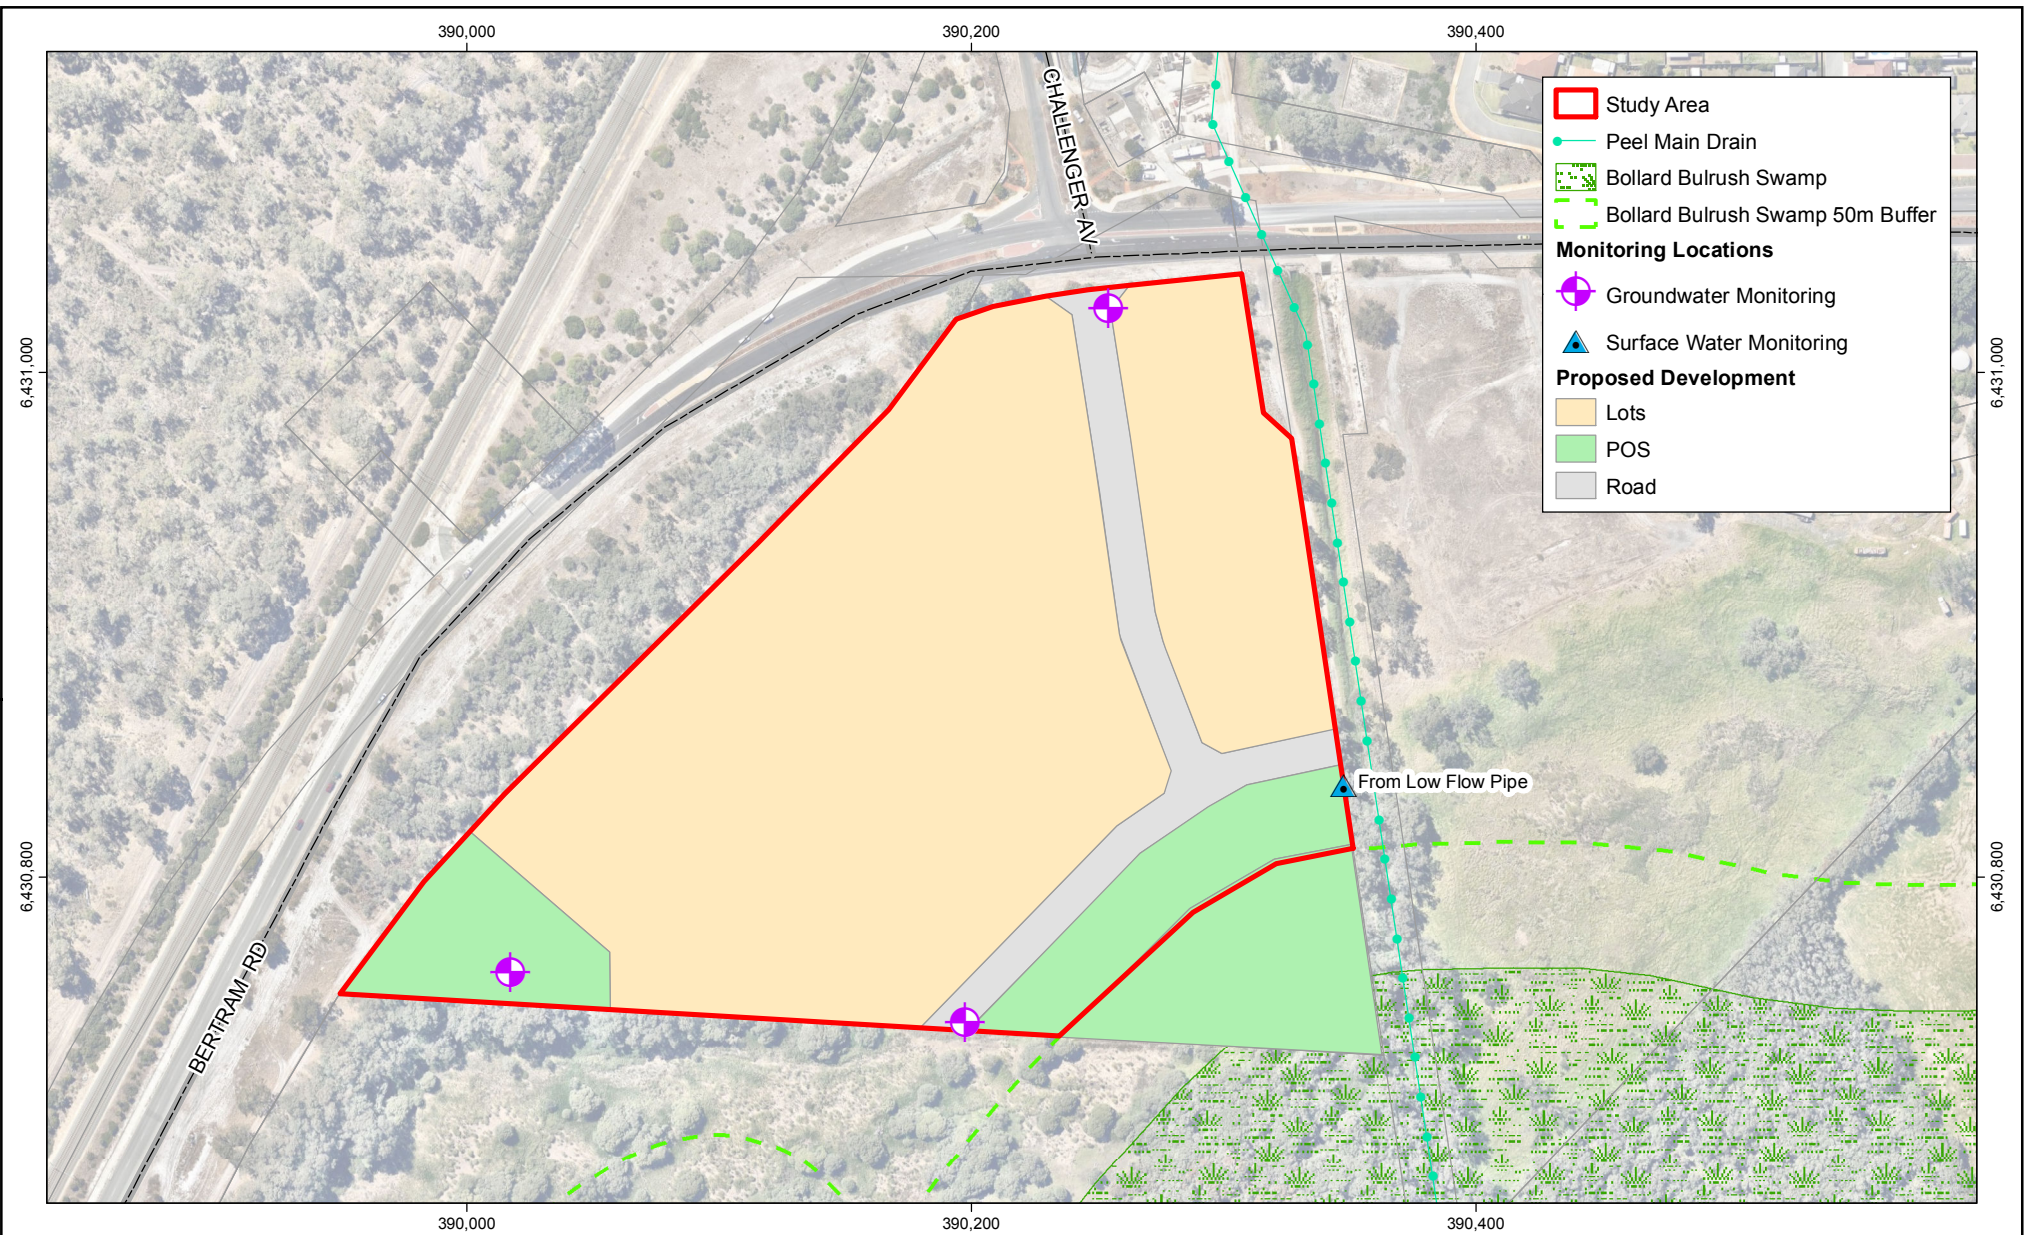 390,000
390,200
390,400
CHALLENGER AV
Study Area
Peel Main Drain
Bollard Bulrush Swamp
Bollard Bulrush Swamp 50m Buffer
Monitoring Locations
Groundwater Monitoring
Surface Water Monitoring
Proposed Development
Lots
POS
Road
6,431,000
6,431,000
From Low Flow Pipe
6,430,800
6,430,800
BERTRAM RD
390,000
390,200
390,400